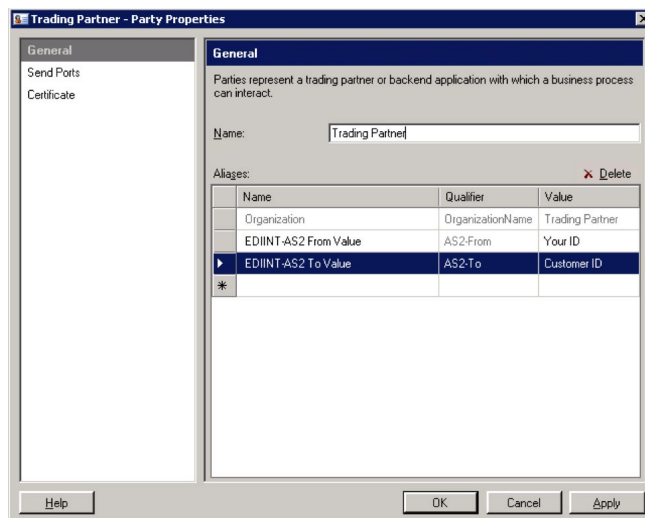 Trading Partner - Party Properties
General
Send Ports
Certificate
General
Parties represent a trading partner or backend application with which a business process
can interact.
Name: Trading Partner
Aliases: Delete
Name Qualifier Value
Organization OrganizationName Trading Partner
EDIINT-AS2 From Value AS2-From Your ID
EDIINT-AS2 To Value AS2-To Customer ID
Help OK Cancel Apply